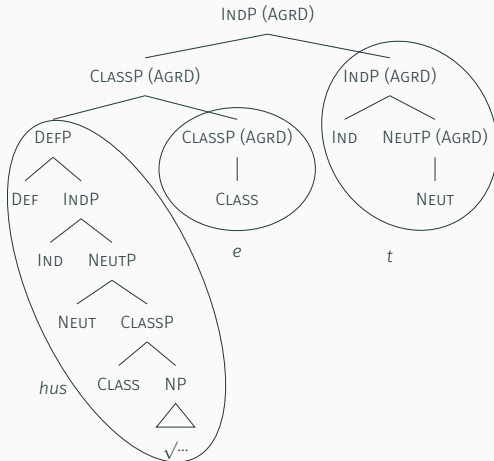 INDP (AGRD)
CLASSP (AGRD) INDP (AGRD)
DEFP CLASSP (AGRD) IND NEUTP (AGRD)
DEF INDP CLASS NEUT
IND NEUTP e t
NEUT CLASSP
hus CLASS NP
√...